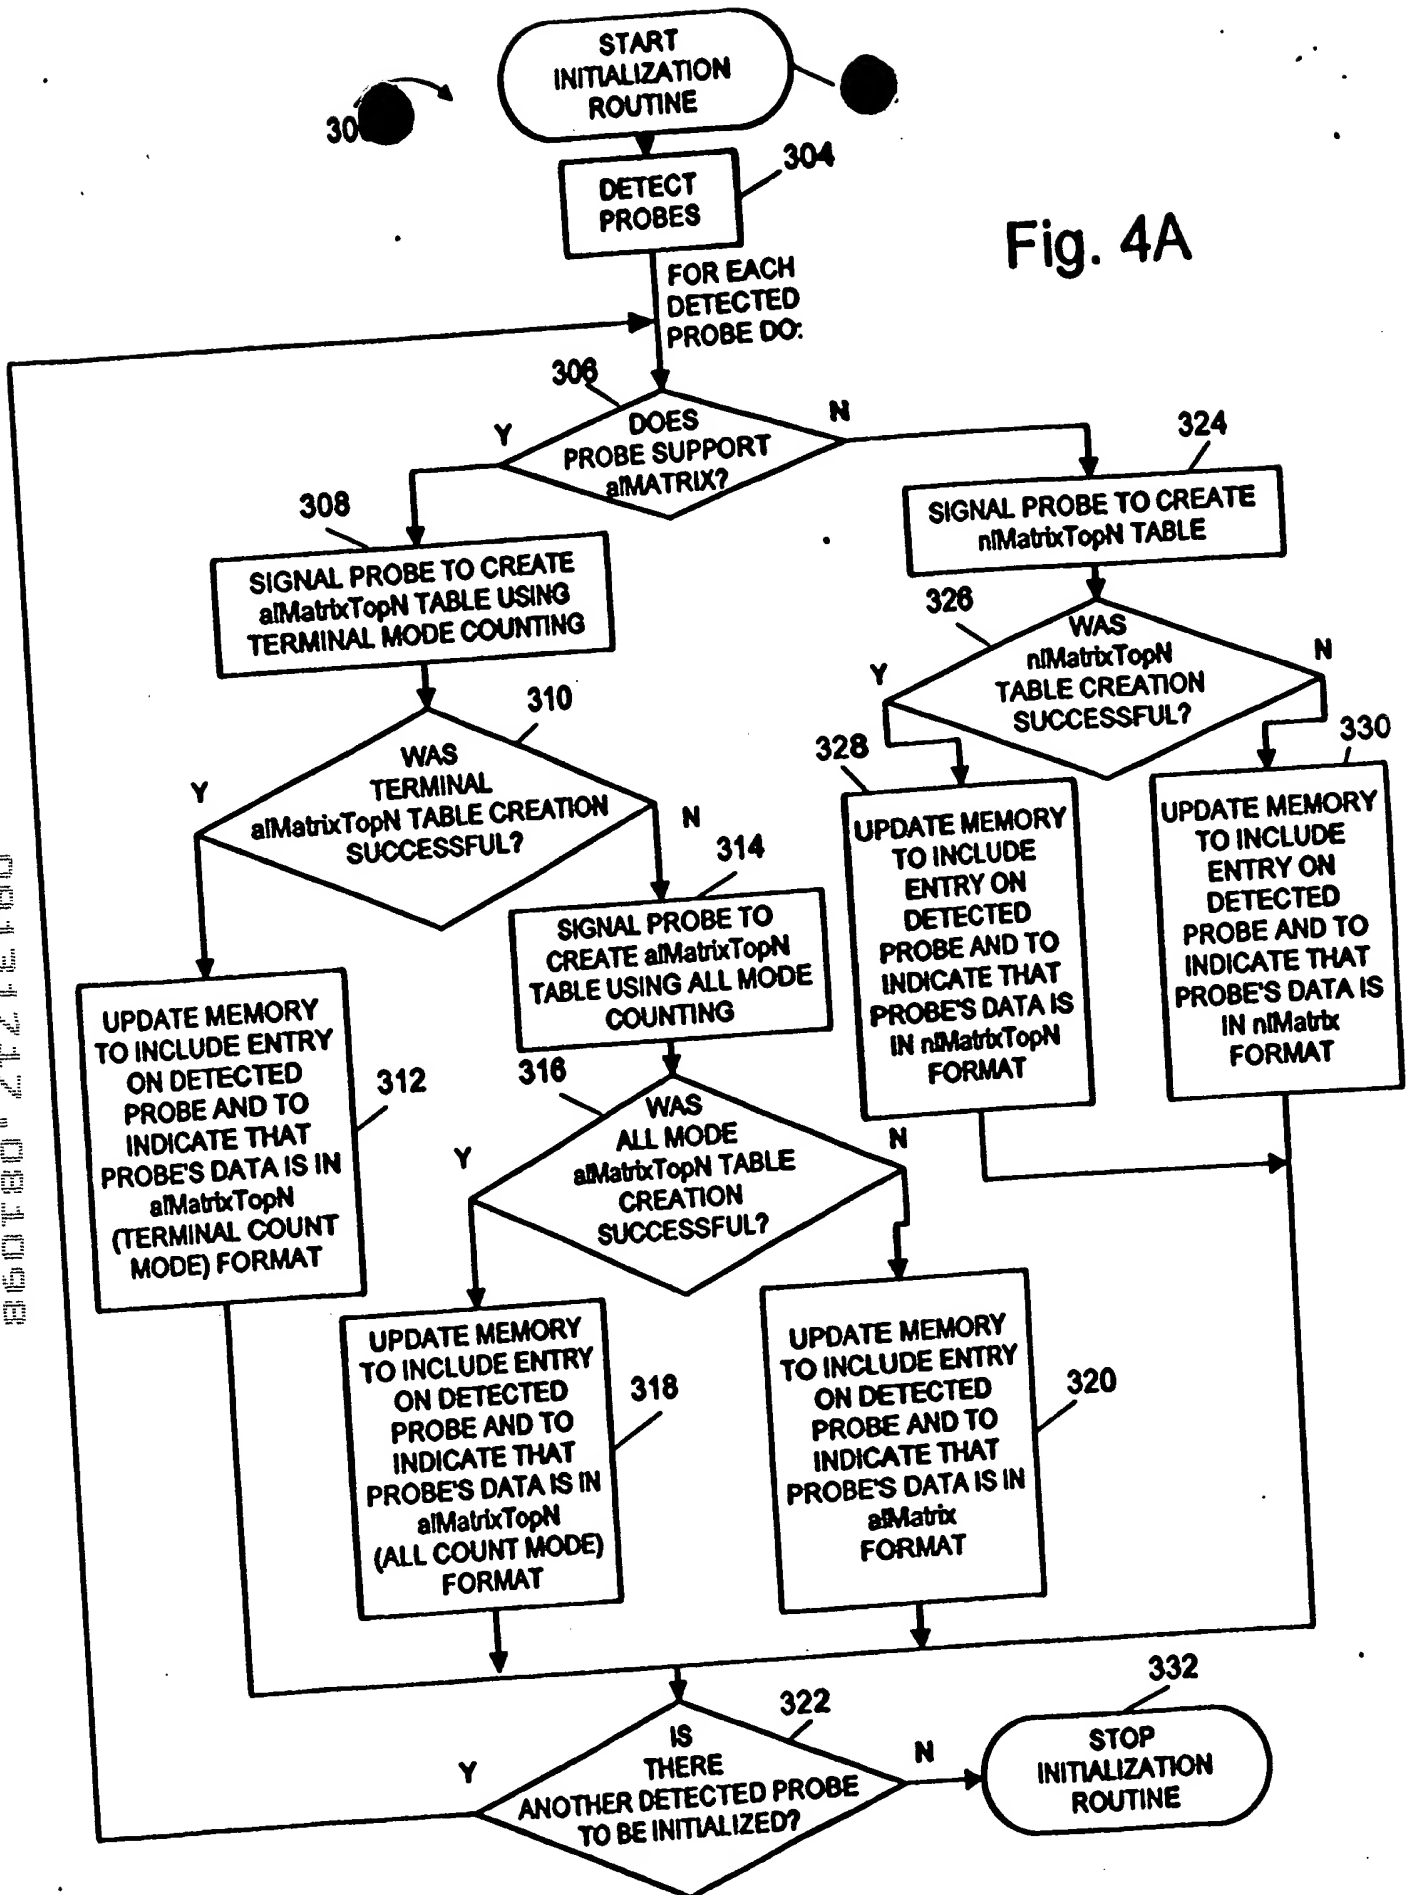 START
INITIALIZATION
ROUTINE
30
304
DETECT
PROBES
Fig. 4A
FOR EACH
DETECTED
PROBE DO:
306
DOES
PROBE SUPPORT
alMATRIX?
Y
N
324
SIGNAL PROBE TO CREATE
nlMatrixTopN TABLE
308
SIGNAL PROBE TO CREATE
alMatrixTopN TABLE USING
TERMINAL MODE COUNTING
326
WAS
nlMatrixTopN
TABLE CREATION
SUCCESSFUL?
Y
N
310
WAS
TERMINAL
alMatrixTopN TABLE CREATION
SUCCESSFUL?
Y
N
328
UPDATE MEMORY
TO INCLUDE
ENTRY ON
DETECTED
PROBE AND TO
INDICATE THAT
PROBE'S DATA IS
IN nlMatrixTopN
FORMAT
330
UPDATE MEMORY
TO INCLUDE
ENTRY ON
DETECTED
PROBE AND TO
INDICATE THAT
PROBE'S DATA IS
IN nlMatrix
FORMAT
314
SIGNAL PROBE TO
CREATE alMatrixTopN
TABLE USING ALL MODE
COUNTING
312
UPDATE MEMORY
TO INCLUDE ENTRY
ON DETECTED
PROBE AND TO
INDICATE THAT
PROBE'S DATA IS IN
alMatrixTopN
(TERMINAL COUNT
MODE) FORMAT
316
WAS
ALL MODE
alMatrixTopN TABLE
CREATION
SUCCESSFUL?
Y
N
318
UPDATE MEMORY
TO INCLUDE ENTRY
ON DETECTED
PROBE AND TO
INDICATE THAT
PROBE'S DATA IS IN
alMatrixTopN
(ALL COUNT MODE)
FORMAT
320
UPDATE MEMORY
TO INCLUDE ENTRY
ON DETECTED
PROBE AND TO
INDICATE THAT
PROBE'S DATA IS IN
alMatrix
FORMAT
322
IS
THERE
ANOTHER DETECTED PROBE
TO BE INITIALIZED?
Y
N
332
STOP
INITIALIZATION
ROUTINE